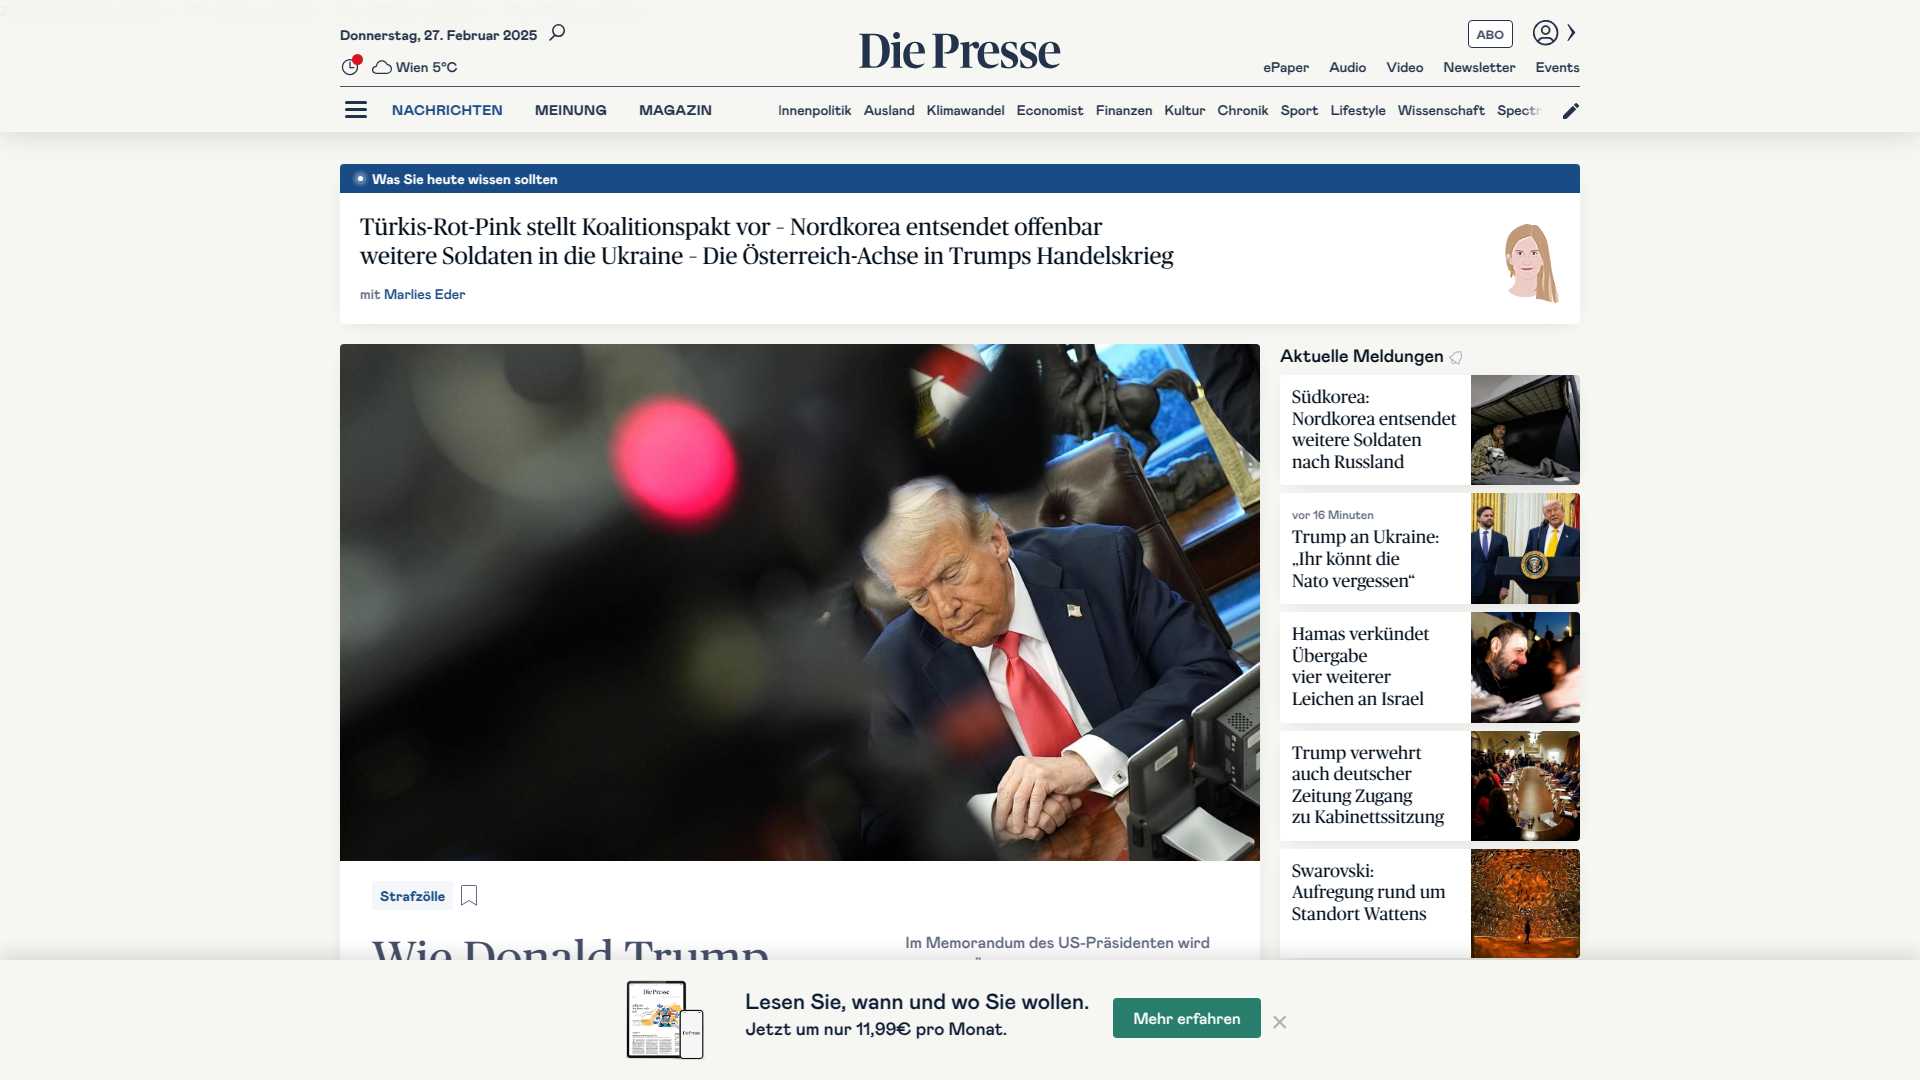 Donnerstag, 27. Februar 2025
Wien 5°C
Die Presse
ABO
ePaper Audio Video Newsletter Events
NACHRICHTEN MEINUNG MAGAZIN
Innenpolitik Ausland Klimawandel Economist Finanzen Kultur Chronik Sport Lifestyle Wissenschaft Spectr
Was Sie heute wissen sollten
Türkis-Rot-Pink stellt Koalitionspakt vor – Nordkorea entsendet offenbar
weitere Soldaten in die Ukraine – Die Österreich-Achse in Trumps Handelskrieg
mit Marlies Eder
Strafzölle
Wie Donald Trump
Im Memorandum des US-Präsidenten wird
Aktuelle Meldungen
Südkorea:
Nordkorea entsendet
weitere Soldaten
nach Russland
vor 16 Minuten
Trump an Ukraine:
„Ihr könnt die
Nato vergessen“
Hamas verkündet
Übergabe
vier weiterer
Leichen an Israel
Trump verwehrt
auch deutscher
Zeitung Zugang
zu Kabinettssitzung
Swarovski:
Aufregung rund um
Standort Wattens
Die Presse
Die Presse
Lesen Sie, wann und wo Sie wollen.
Jetzt um nur 11,99€ pro Monat.
Mehr erfahren